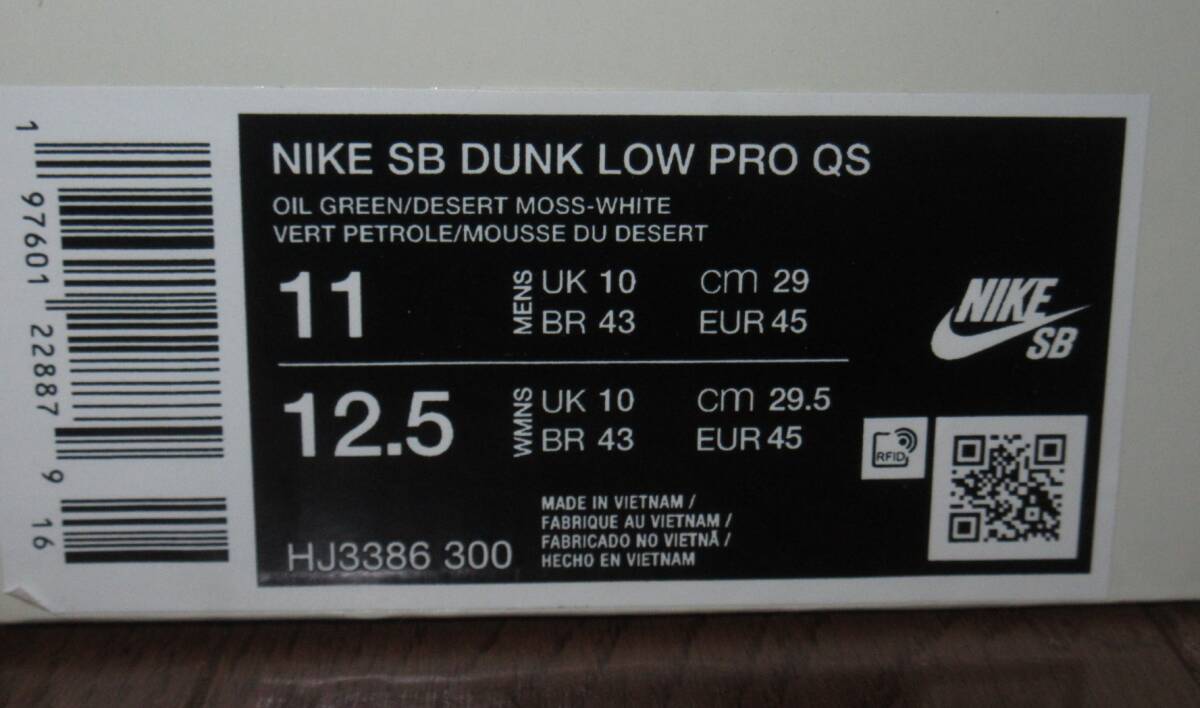 NIKE SB DUNK LOW PRO QS
OIL GREEN/DESERT MOSS-WHITE
VERT PETROLE/MOUSSE DU DESERT
11
MENS
UK 10 cm 29
BR 43 EUR 45
12.5
WMNS
UK 10 cm 29.5
BR 43 EUR 45
HJ3386 300
MADE IN VIETNAM /
FABRIQUE AU VIETNAM /
FABRICADO NO VIETNÃ /
HECHO EN VIETNAM
NIKE
SB
RFID
1 97601 22887 9 16